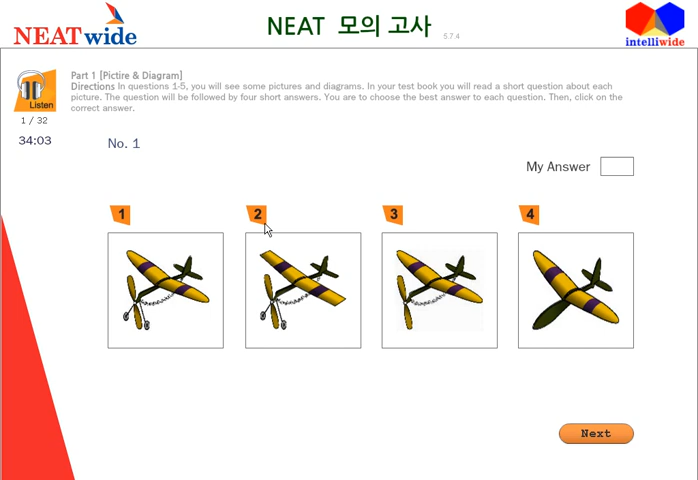 NEATwide
NEAT 모의 고사
5.7.4
intelliwide
Part 1 [Pictire & Diagram]
Directions In questions 1-5, you will see some pictures and diagrams. In your test book you will read a short question about each
picture. The question will be followed by four short answers. You are to choose the best answer to each question. Then, click on the
correct answer.
Listen
1 / 32
34:03
No. 1
My Answer
1
2
3
4
Next